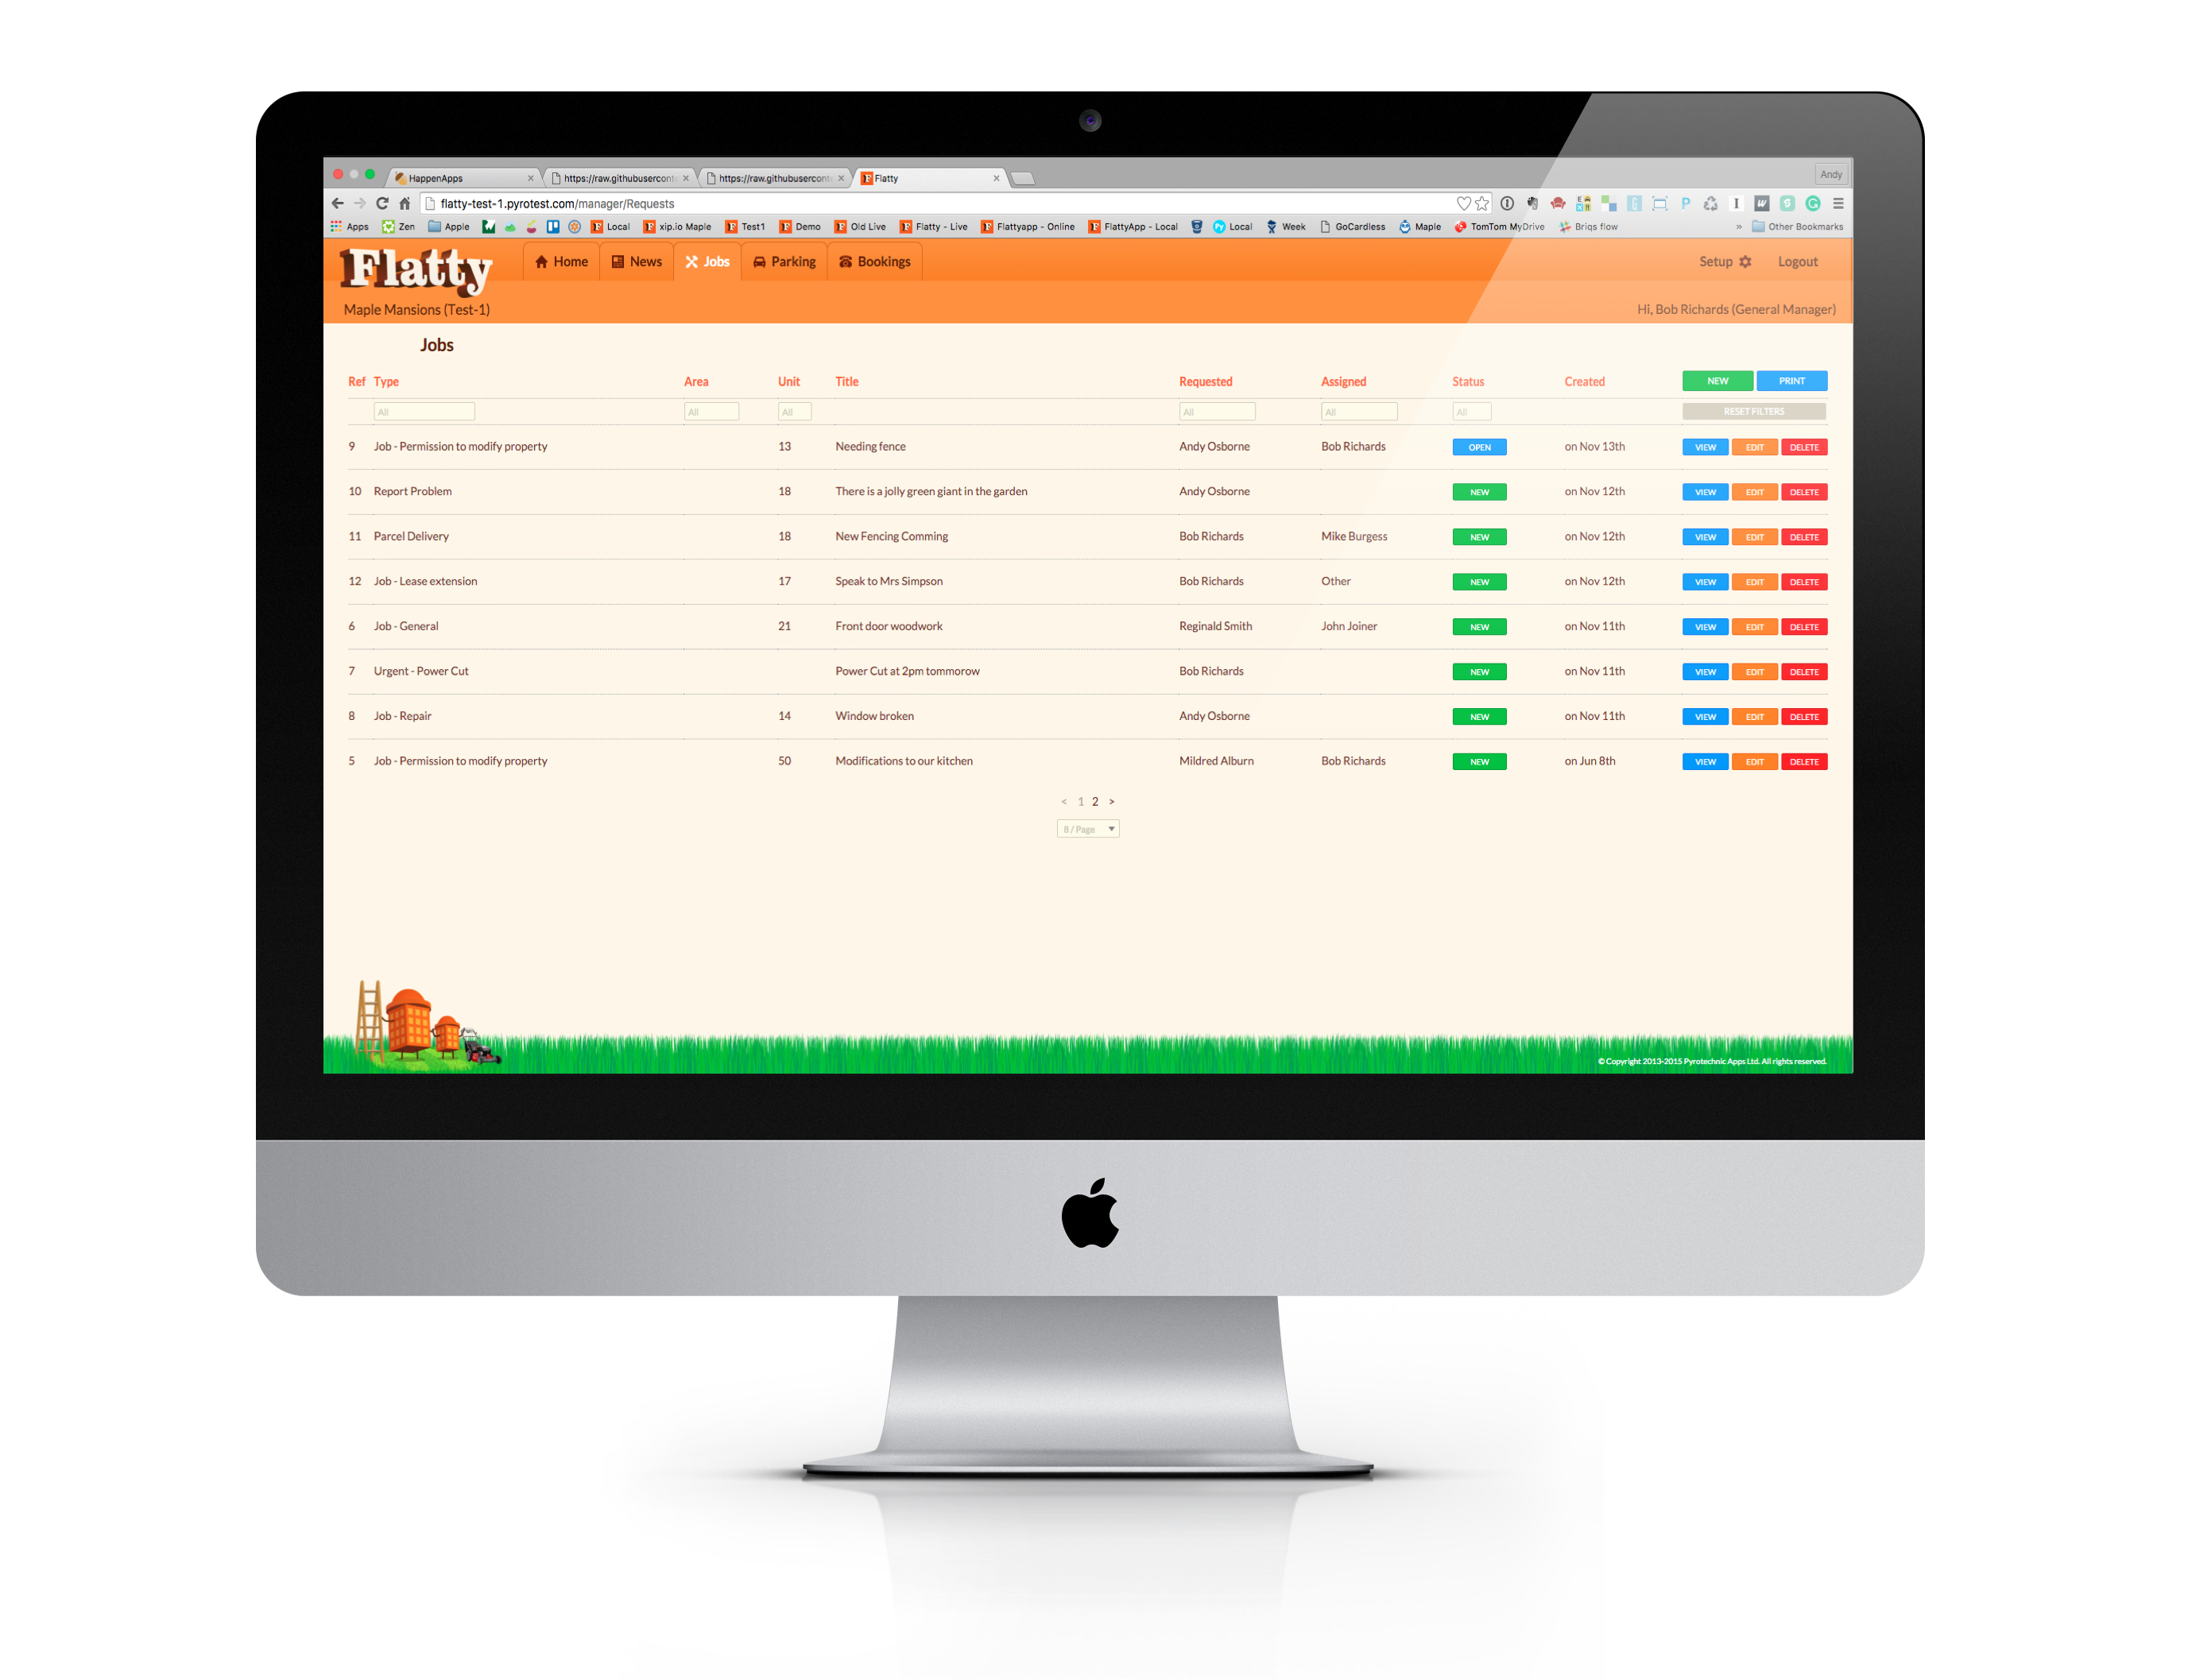 HappenApps
https://raw.githubuserconte
https://raw.githubuserconte
Flatty
Andy
flatty-test-1.pyrotest.com/manager/Requests
Apps Zen Apple Local xip.io Maple Test1 Demo Old Live Flatty - Live Flattyapp - Online FlattyApp - Local Local Week GoCardless Maple TomTom MyDrive Briqs flow » Other Bookmarks
Flatty
Home News Jobs Parking Bookings Setup Logout
Maple Mansions (Test-1) Hi, Bob Richards (General Manager)
Jobs
Ref Type Area Unit Title Requested Assigned Status Created NEW PRINT
All All All All All All RESET FILTERS
9 Job - Permission to modify property 13 Needing fence Andy Osborne Bob Richards OPEN on Nov 13th VIEW EDIT DELETE
10 Report Problem 18 There is a jolly green giant in the garden Andy Osborne NEW on Nov 12th VIEW EDIT DELETE
11 Parcel Delivery 18 New Fencing Comming Bob Richards Mike Burgess NEW on Nov 12th VIEW EDIT DELETE
12 Job - Lease extension 17 Speak to Mrs Simpson Bob Richards Other NEW on Nov 12th VIEW EDIT DELETE
6 Job - General 21 Front door woodwork Reginald Smith John Joiner NEW on Nov 11th VIEW EDIT DELETE
7 Urgent - Power Cut Power Cut at 2pm tommorow Bob Richards NEW on Nov 11th VIEW EDIT DELETE
8 Job - Repair 14 Window broken Andy Osborne NEW on Nov 11th VIEW EDIT DELETE
5 Job - Permission to modify property 50 Modifications to our kitchen Mildred Alburn Bob Richards NEW on Jun 8th VIEW EDIT DELETE
< 1 2 >
8 / Page
© Copyright 2013-2015 Pyrotechnic Apps Ltd. All rights reserved.